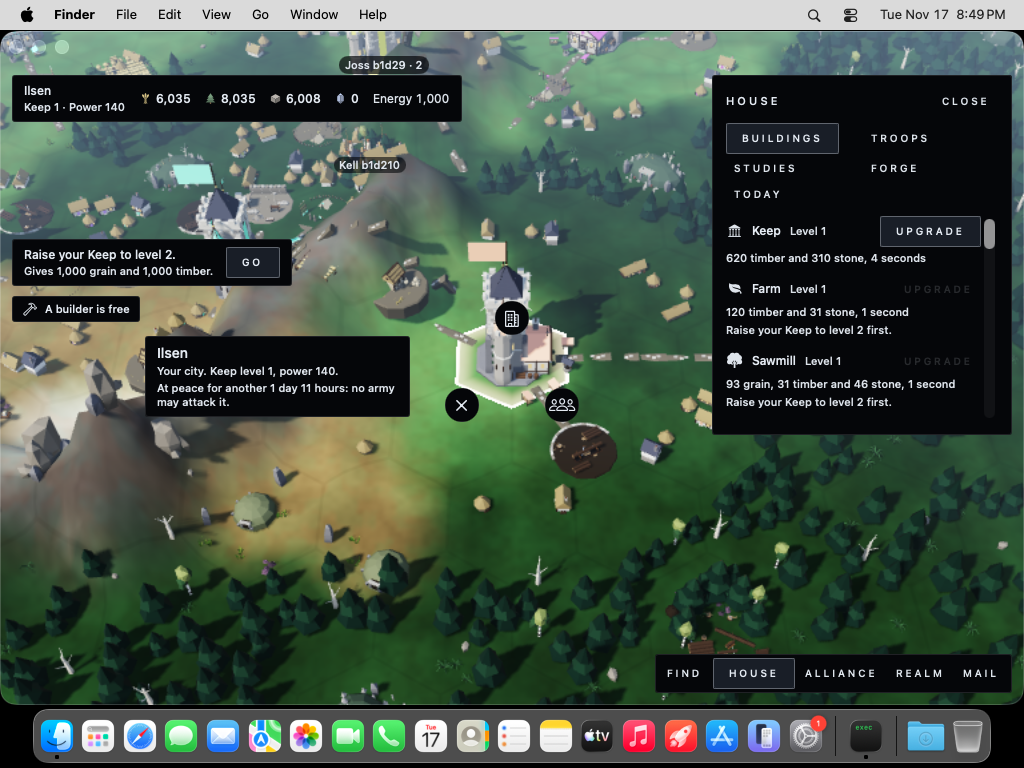 Finder File Edit View Go Window Help
Tue Nov 17 8:49 PM
Joss b1d29 · 2
Ilsen
Keep 1 · Power 140
6,035 8,035 6,008 0 Energy 1,000
Kell b1d210
Raise your Keep to level 2.
Gives 1,000 grain and 1,000 timber.
GO
A builder is free
Ilsen
Your city. Keep level 1, power 140.
At peace for another 1 day 11 hours: no army
may attack it.
HOUSE CLOSE
BUILDINGS TROOPS
STUDIES FORGE
TODAY
Keep Level 1 UPGRADE
620 timber and 310 stone, 4 seconds
Farm Level 1 UPGRADE
120 timber and 31 stone, 1 second
Raise your Keep to level 2 first.
Sawmill Level 1 UPGRADE
93 grain, 31 timber and 46 stone, 1 second
Raise your Keep to level 2 first.
FIND HOUSE ALLIANCE REALM MAIL
Tue
17
tv
1
exec